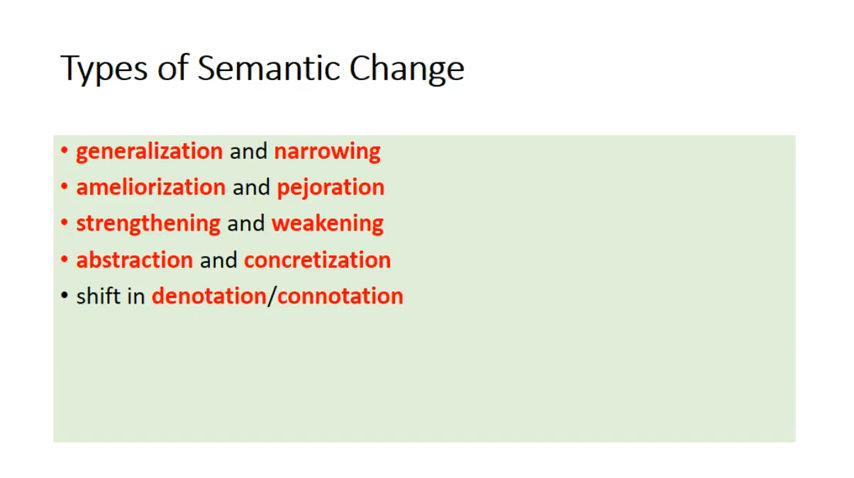 Types of Semantic Change
• generalization and narrowing
• ameliorization and pejoration
• strengthening and weakening
• abstraction and concretization
• shift in denotation/connotation